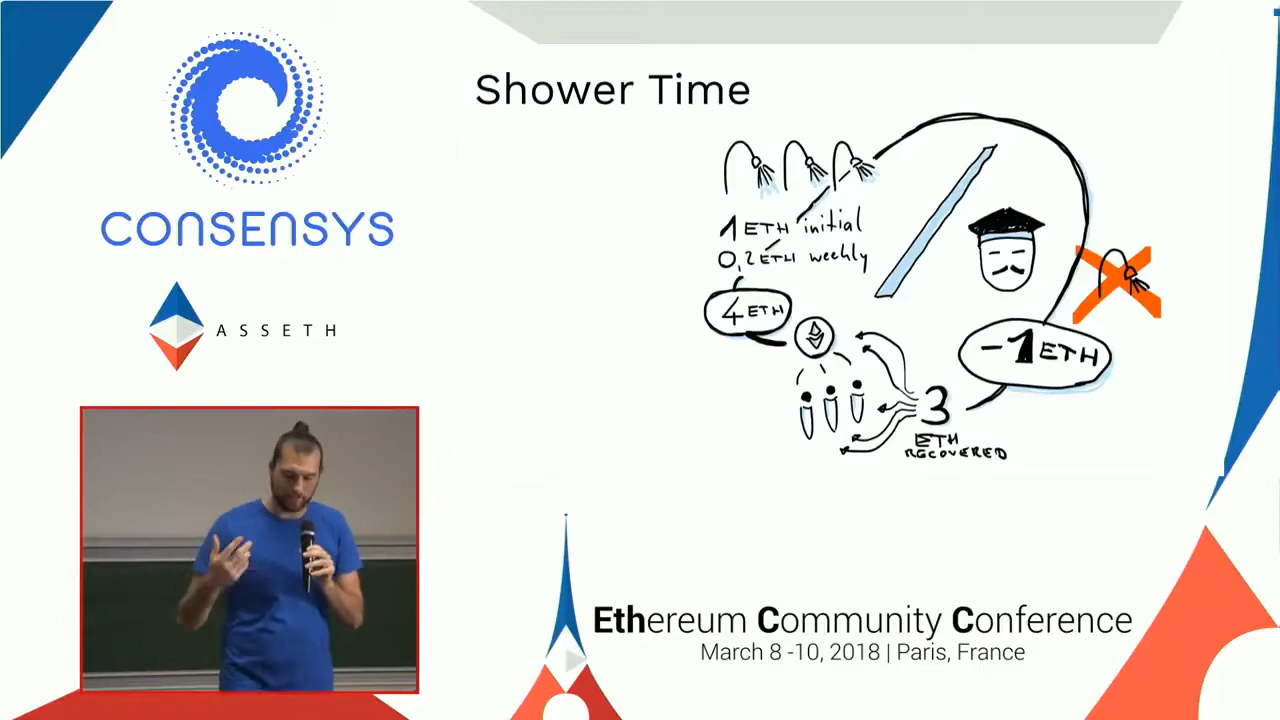 CONSENSYS
ASSETH
Shower Time
1 ETH initial
0,2 ETH weekly
4 ETH
-1 ETH
3
ETH
RECOVERED
Ethereum Community Conference
March 8 -10, 2018 | Paris, France